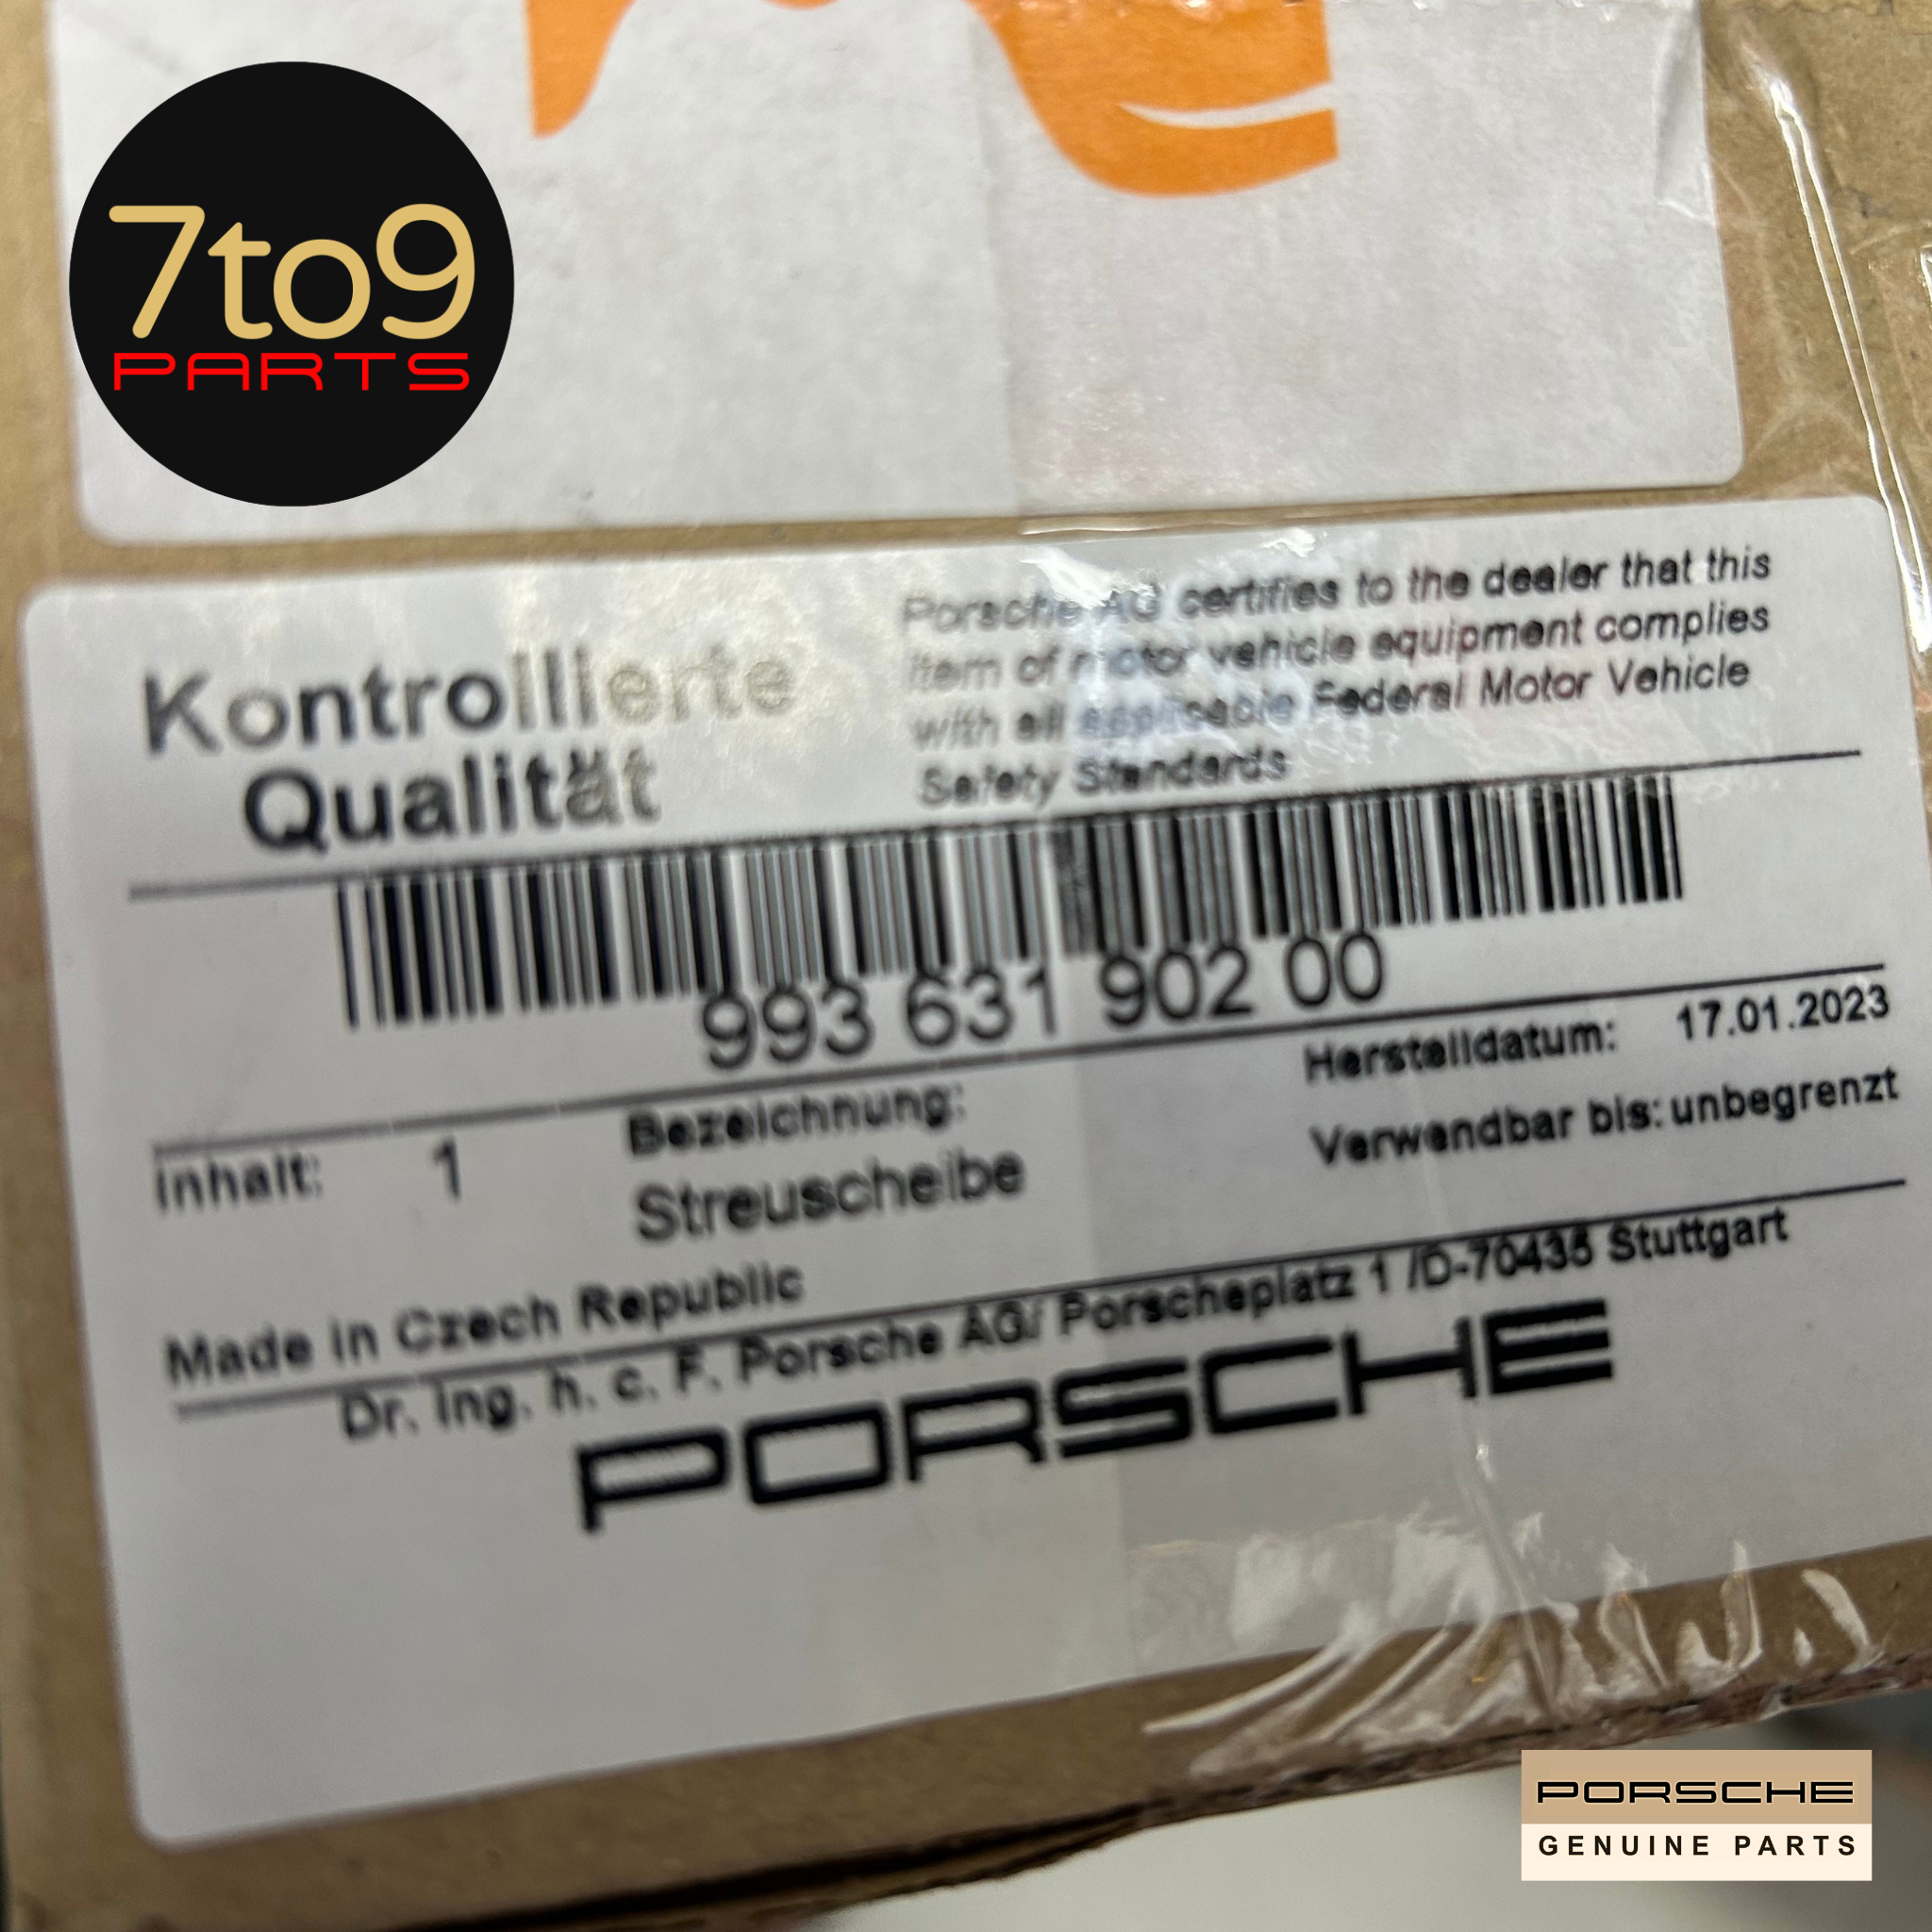 7to9
PARTS
Kontrollierte
Qualität
Porsche AG certifies to the dealer that this
item of motor vehicle equipment complies
with all applicable Federal Motor Vehicle
Safety Standards
993 631 902 00
Inhalt: 1
Bezeichnung:
Streuscheibe
Herstelldatum: 17.01.2023
Verwendbar bis: unbegrenzt
Made in Czech Republic
Dr. Ing. h. c. F. Porsche AG/ Porscheplatz 1 /D-70435 Stuttgart
PORSCHE
PORSCHE
GENUINE PARTS